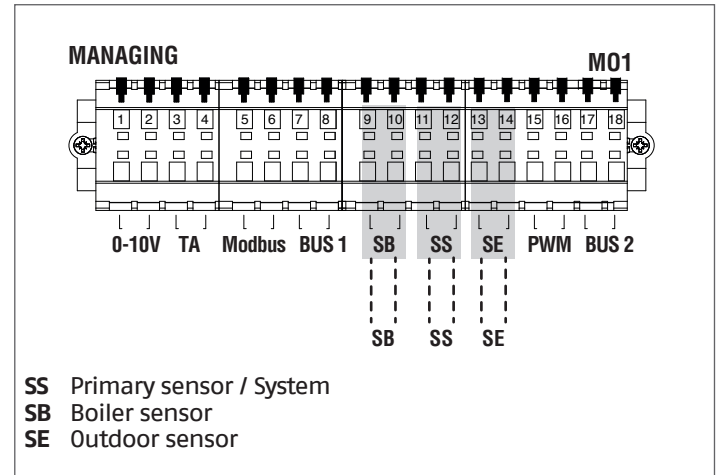 MANAGING M01
1 2 3 4 5 6 7 8 9 10 11 12 13 14 15 16 17 18
0-10V TA Modbus BUS 1 SB SS SE PWM BUS 2
SB SS SE
SS Primary sensor / System
SB Boiler sensor
SE Outdoor sensor